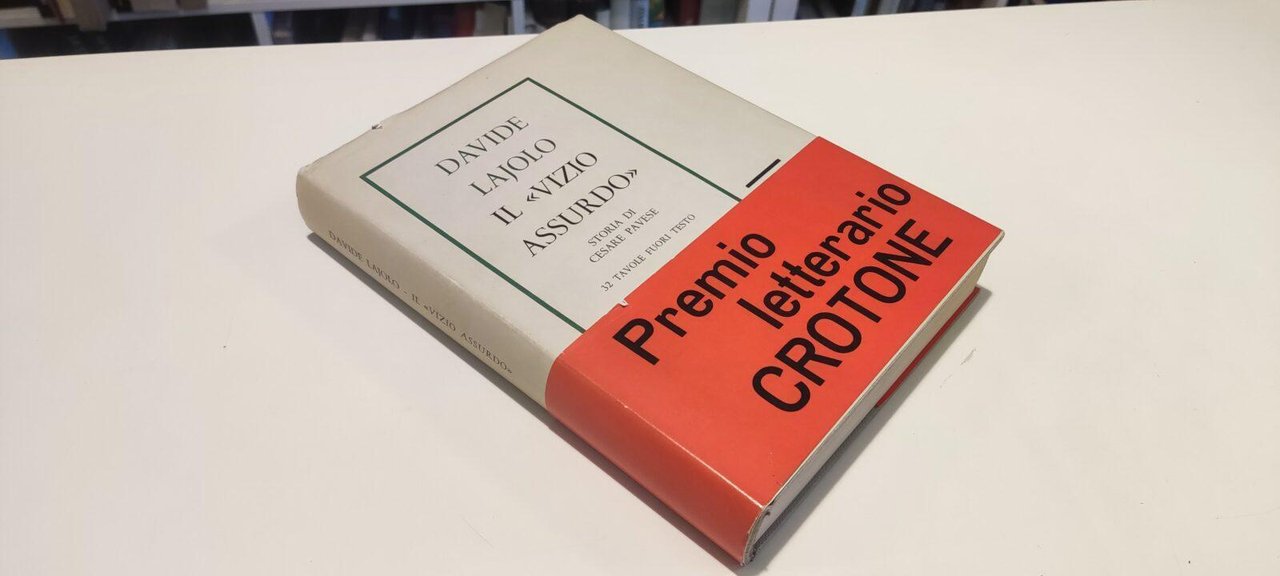 DAVIDE
LAJOLO
IL «VIZIO
ASSURDO»
STORIA DI
CESARE PAVESE
32 TAVOLE FUORI TESTO
Premio
letterario
CROTONE
DAVIDE LAJOLO - IL «VIZIO ASSURDO»